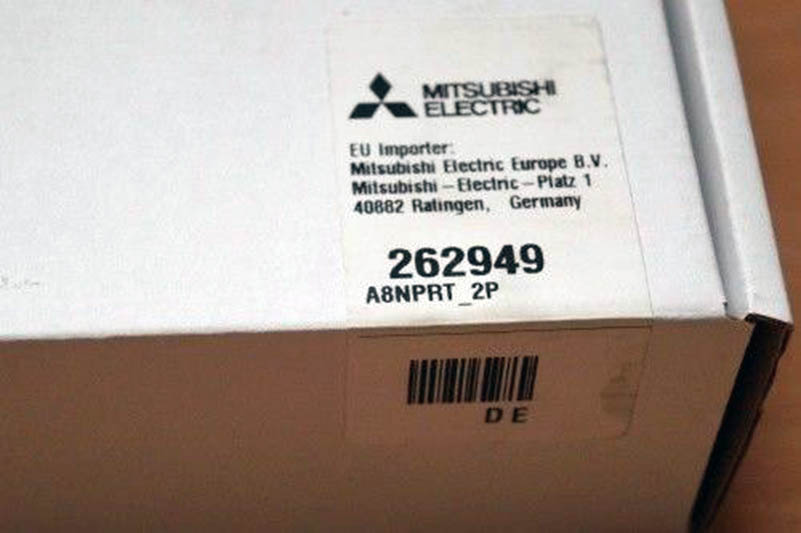 MITSUBISHI
ELECTRIC
EU Importer:
Mitsubishi Electric Europe B.V.
Mitsubishi-Electric-Platz 1
40882 Ratingen, Germany
262949
A8NPRT_2P
DE